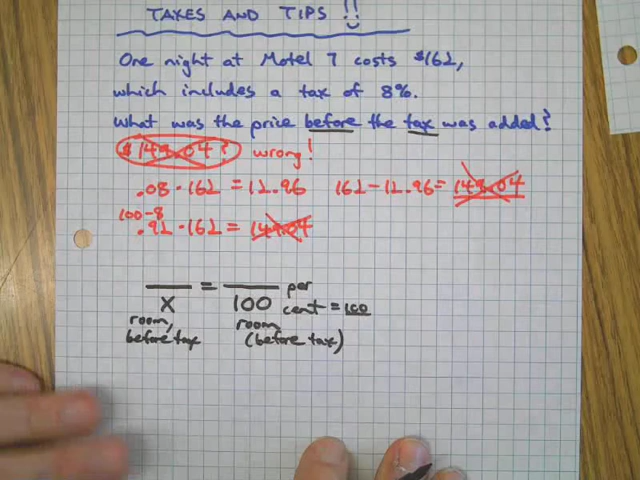 TAXES AND TIPS !!
One night at Motel 7 costs $162,
which includes a tax of 8%.
What was the price before the tax was added?
$149.04? wrong!
.08 · 162 = 12.96 162 - 12.96 = 149.04
100-8
.92 · 162 = 149.04
— = — per
x 100 cent = 100
room, room
before tax (before tax)